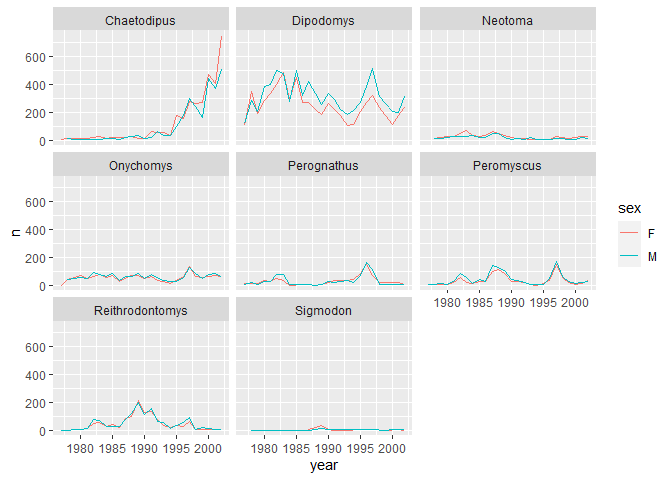 Chaetodipus Dipodomys Neotoma
600
400
200
0
Onychomys Perognathus Peromyscus
600
400
200
0
1980 1985 1990 1995 2000
Reithrodontomys Sigmodon
600
400
200
0
1980 1985 1990 1995 2000 1980 1985 1990 1995 2000
year
n
sex
F
M